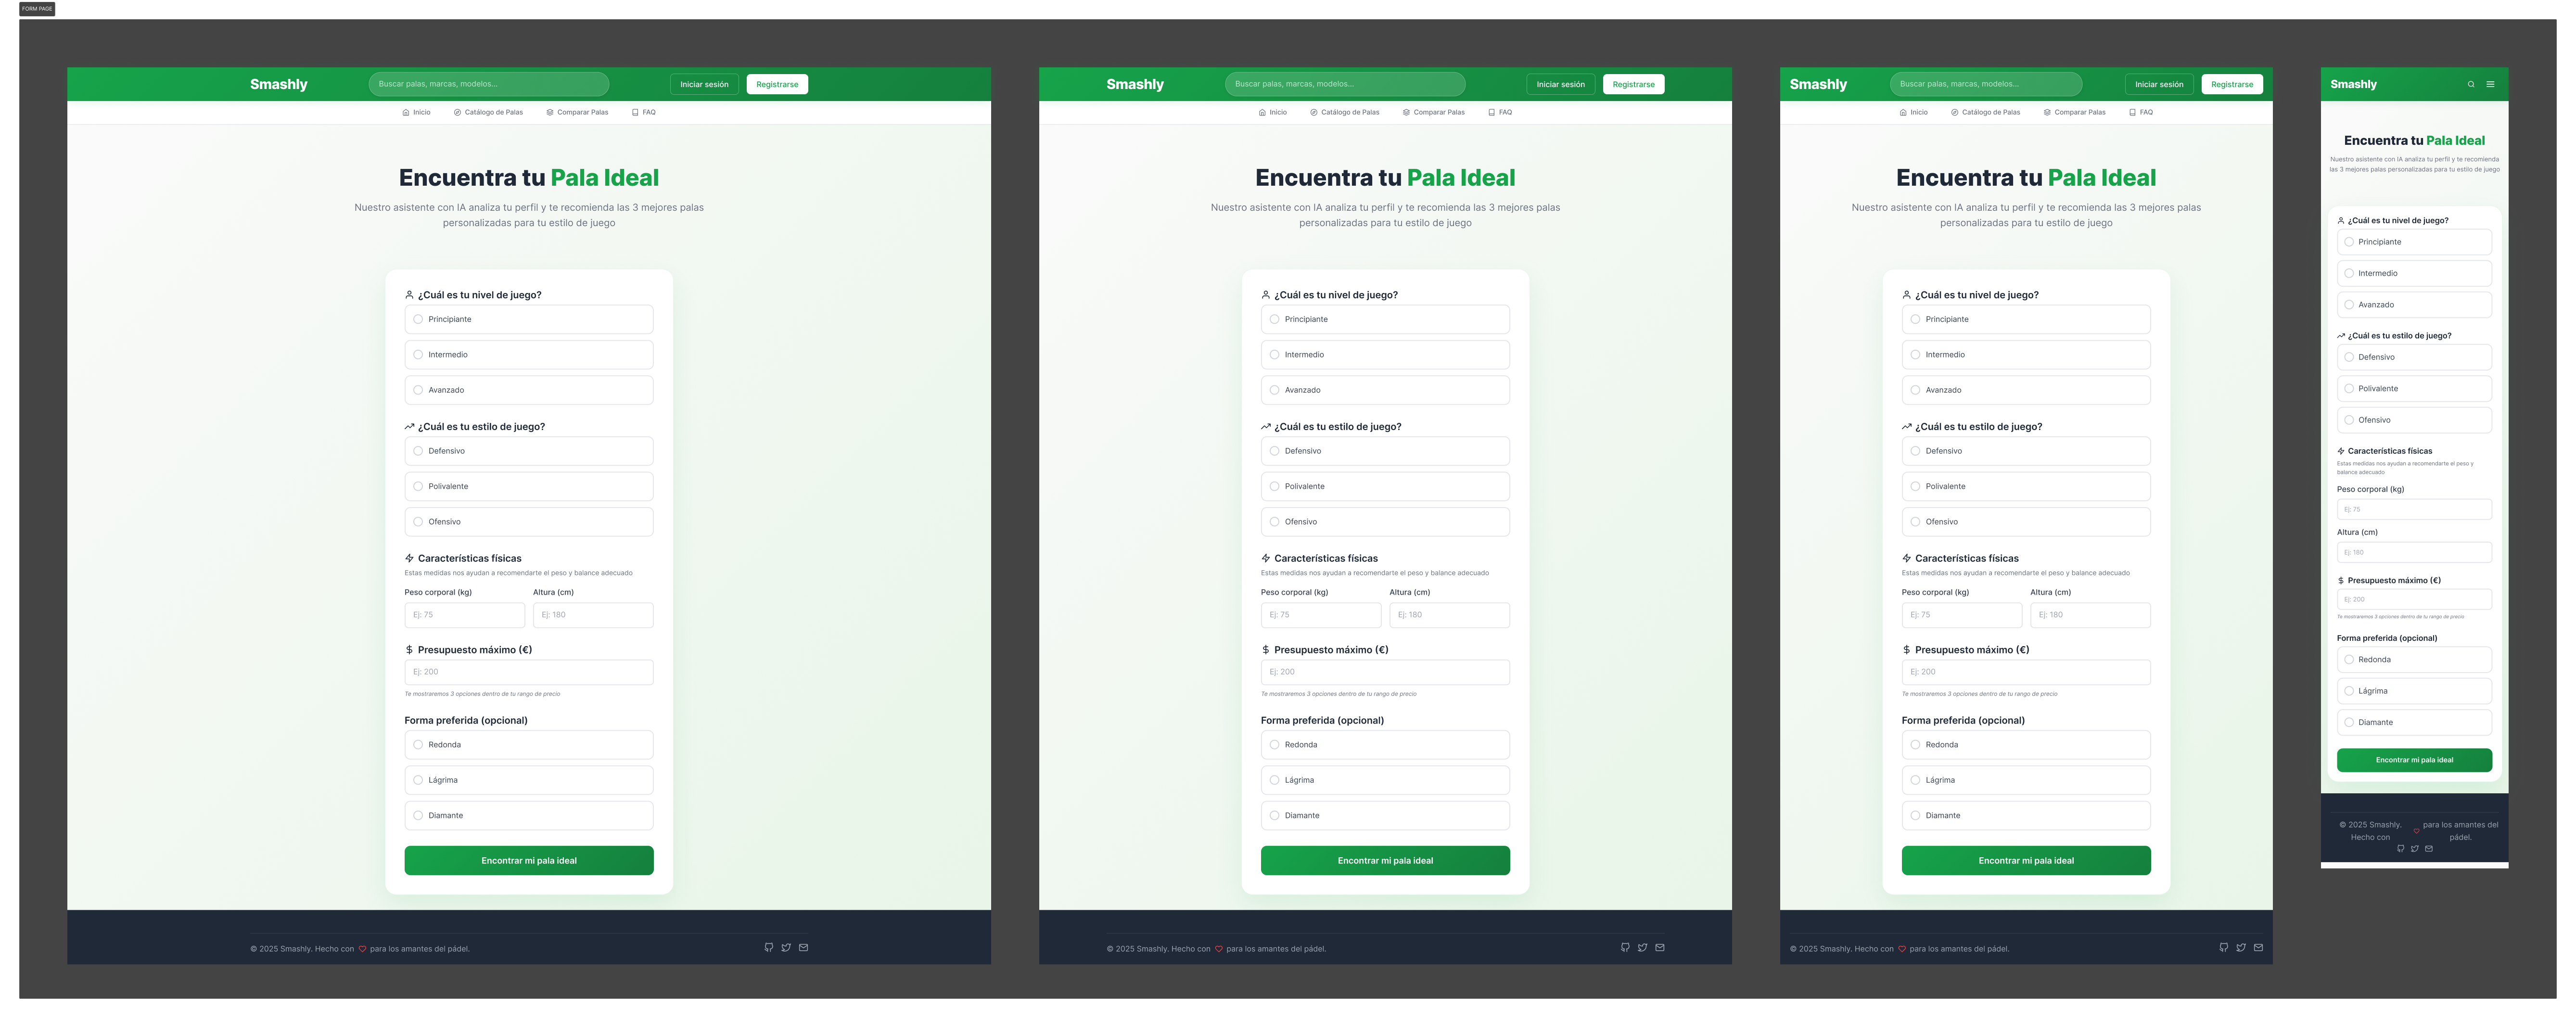 FORM PAGE
Smashly
Buscar palas, marcas, modelos...
Iniciar sesión
Registrarse
Inicio
Catálogo de Palas
Comparar Palas
FAQ
Encuentra tu Pala Ideal
Nuestro asistente con IA analiza tu perfil y te recomienda las 3 mejores palas
personalizadas para tu estilo de juego
¿Cuál es tu nivel de juego?
Principiante
Intermedio
Avanzado
¿Cuál es tu estilo de juego?
Defensivo
Polivalente
Ofensivo
Características físicas
Estas medidas nos ayudan a recomendarte el peso y balance adecuado
Peso corporal (kg)
Altura (cm)
Ej: 75
Ej: 180
Presupuesto máximo (€)
Ej: 200
Te mostraremos 3 opciones dentro de tu rango de precio
Forma preferida (opcional)
Redonda
Lágrima
Diamante
Encontrar mi pala ideal
© 2025 Smashly. Hecho con para los amantes del pádel.
Smashly
Buscar palas, marcas, modelos...
Iniciar sesión
Registrarse
Inicio
Catálogo de Palas
Comparar Palas
FAQ
Encuentra tu Pala Ideal
Nuestro asistente con IA analiza tu perfil y te recomienda las 3 mejores palas
personalizadas para tu estilo de juego
¿Cuál es tu nivel de juego?
Principiante
Intermedio
Avanzado
¿Cuál es tu estilo de juego?
Defensivo
Polivalente
Ofensivo
Características físicas
Estas medidas nos ayudan a recomendarte el peso y balance adecuado
Peso corporal (kg)
Altura (cm)
Ej: 75
Ej: 180
Presupuesto máximo (€)
Ej: 200
Te mostraremos 3 opciones dentro de tu rango de precio
Forma preferida (opcional)
Redonda
Lágrima
Diamante
Encontrar mi pala ideal
© 2025 Smashly. Hecho con para los amantes del pádel.
Smashly
Buscar palas, marcas, modelos...
Iniciar sesión
Registrarse
Inicio
Catálogo de Palas
Comparar Palas
FAQ
Encuentra tu Pala Ideal
Nuestro asistente con IA analiza tu perfil y te recomienda las 3 mejores palas
personalizadas para tu estilo de juego
¿Cuál es tu nivel de juego?
Principiante
Intermedio
Avanzado
¿Cuál es tu estilo de juego?
Defensivo
Polivalente
Ofensivo
Características físicas
Estas medidas nos ayudan a recomendarte el peso y balance adecuado
Peso corporal (kg)
Altura (cm)
Ej: 75
Ej: 180
Presupuesto máximo (€)
Ej: 200
Te mostraremos 3 opciones dentro de tu rango de precio
Forma preferida (opcional)
Redonda
Lágrima
Diamante
Encontrar mi pala ideal
© 2025 Smashly. Hecho con para los amantes del pádel.
Smashly
Encuentra tu Pala Ideal
Nuestro asistente con IA analiza tu perfil y te recomienda
las 3 mejores palas personalizadas para tu estilo de juego
¿Cuál es tu nivel de juego?
Principiante
Intermedio
Avanzado
¿Cuál es tu estilo de juego?
Defensivo
Polivalente
Ofensivo
Características físicas
Estas medidas nos ayudan a recomendarte el peso y
balance adecuado
Peso corporal (kg)
Ej: 75
Altura (cm)
Ej: 180
Presupuesto máximo (€)
Ej: 200
Te mostraremos 3 opciones dentro de tu rango de precio
Forma preferida (opcional)
Redonda
Lágrima
Diamante
Encontrar mi pala ideal
© 2025 Smashly.
Hecho con
para los amantes del
pádel.